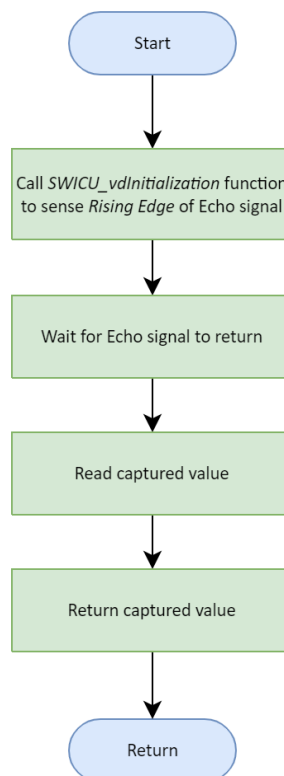 Start
Call SWICU_vdInitialization function
to sense Rising Edge of Echo signal
Wait for Echo signal to return
Read captured value
Return captured value
Return